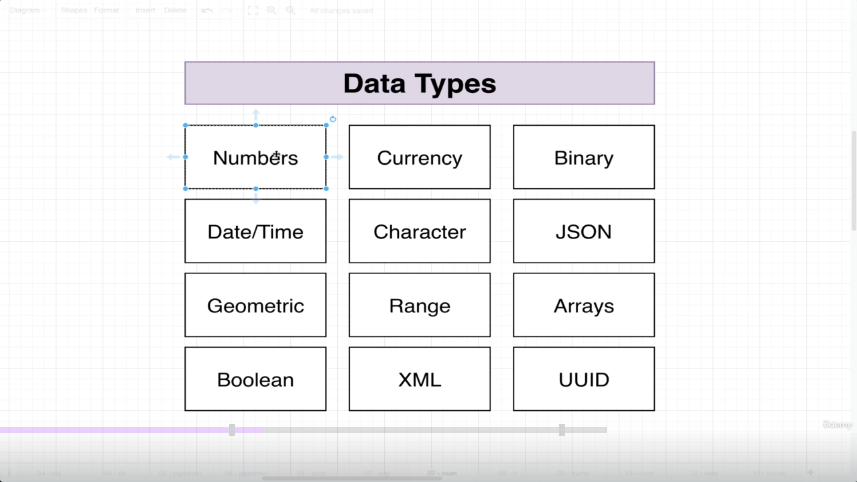 Diagram
Shapes Format Insert Delete
All changes saved
Data Types
Numbers Currency Binary
Date/Time Character JSON
Geometric Range Arrays
Boolean XML UUID
Udemy